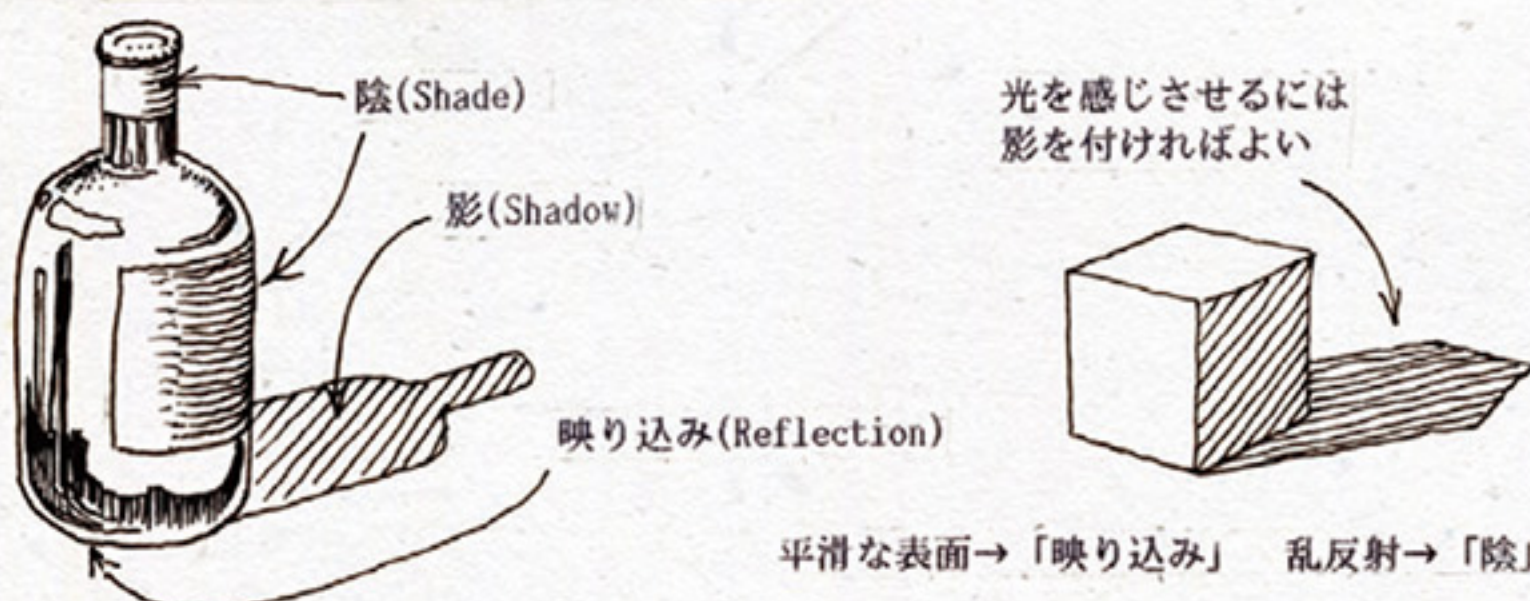 陰(Shade)
影(Shadow)
映り込み(Reflection)
光を感じさせるには
影を付ければよい
平滑な表面→「映り込み」 乱反射→「陰」